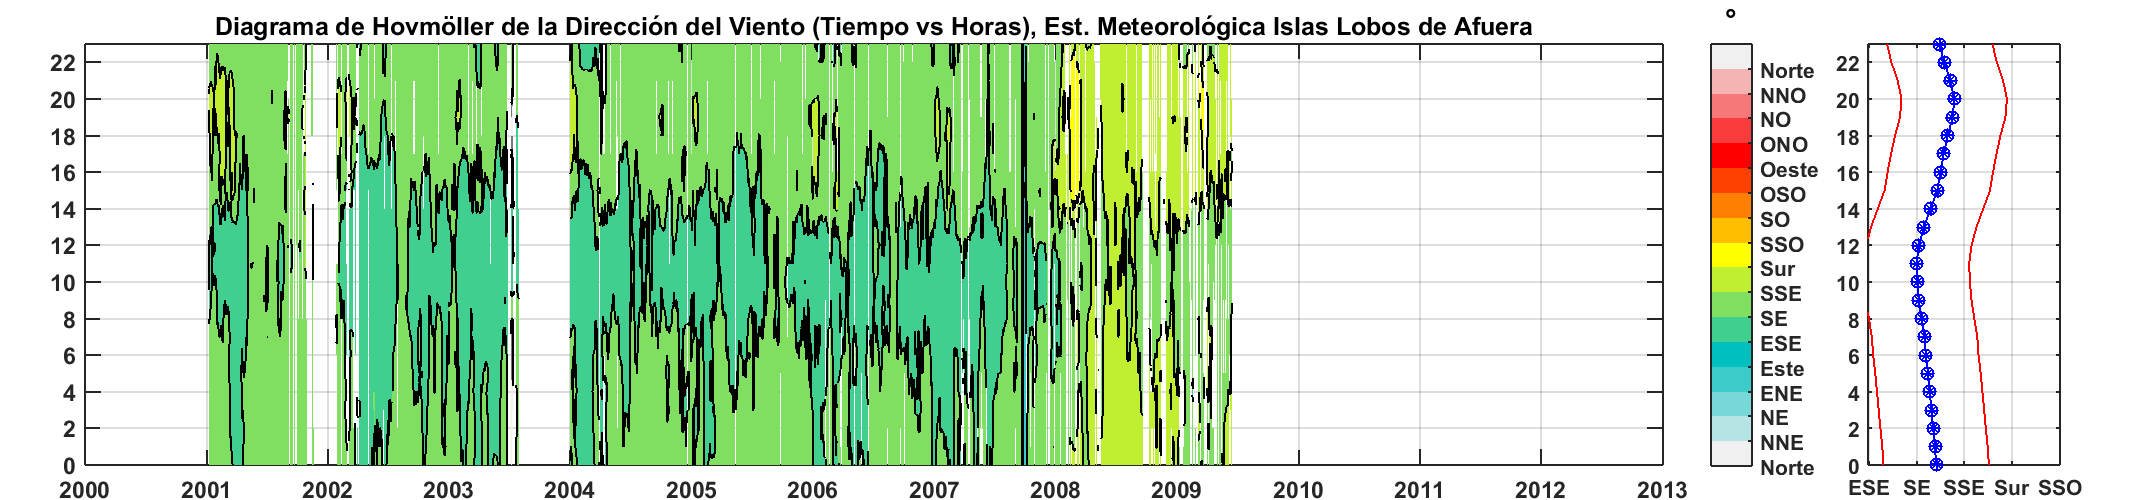 Diagrama de Hovmöller de la Dirección del Viento (Tiempo vs Horas), Est. Meteorológica Islas Lobos de Afuera
°
22
20
18
16
14
12
10
8
6
4
2
0
2000 2001 2002 2003 2004 2005 2006 2007 2008 2009 2010 2011 2012 2013
Norte
NNO
NO
ONO
Oeste
OSO
SO
SSO
Sur
SSE
SE
ESE
Este
ENE
NE
NNE
Norte
22
20
18
16
14
12
10
8
6
4
2
0
ESE SE SSE Sur SSO